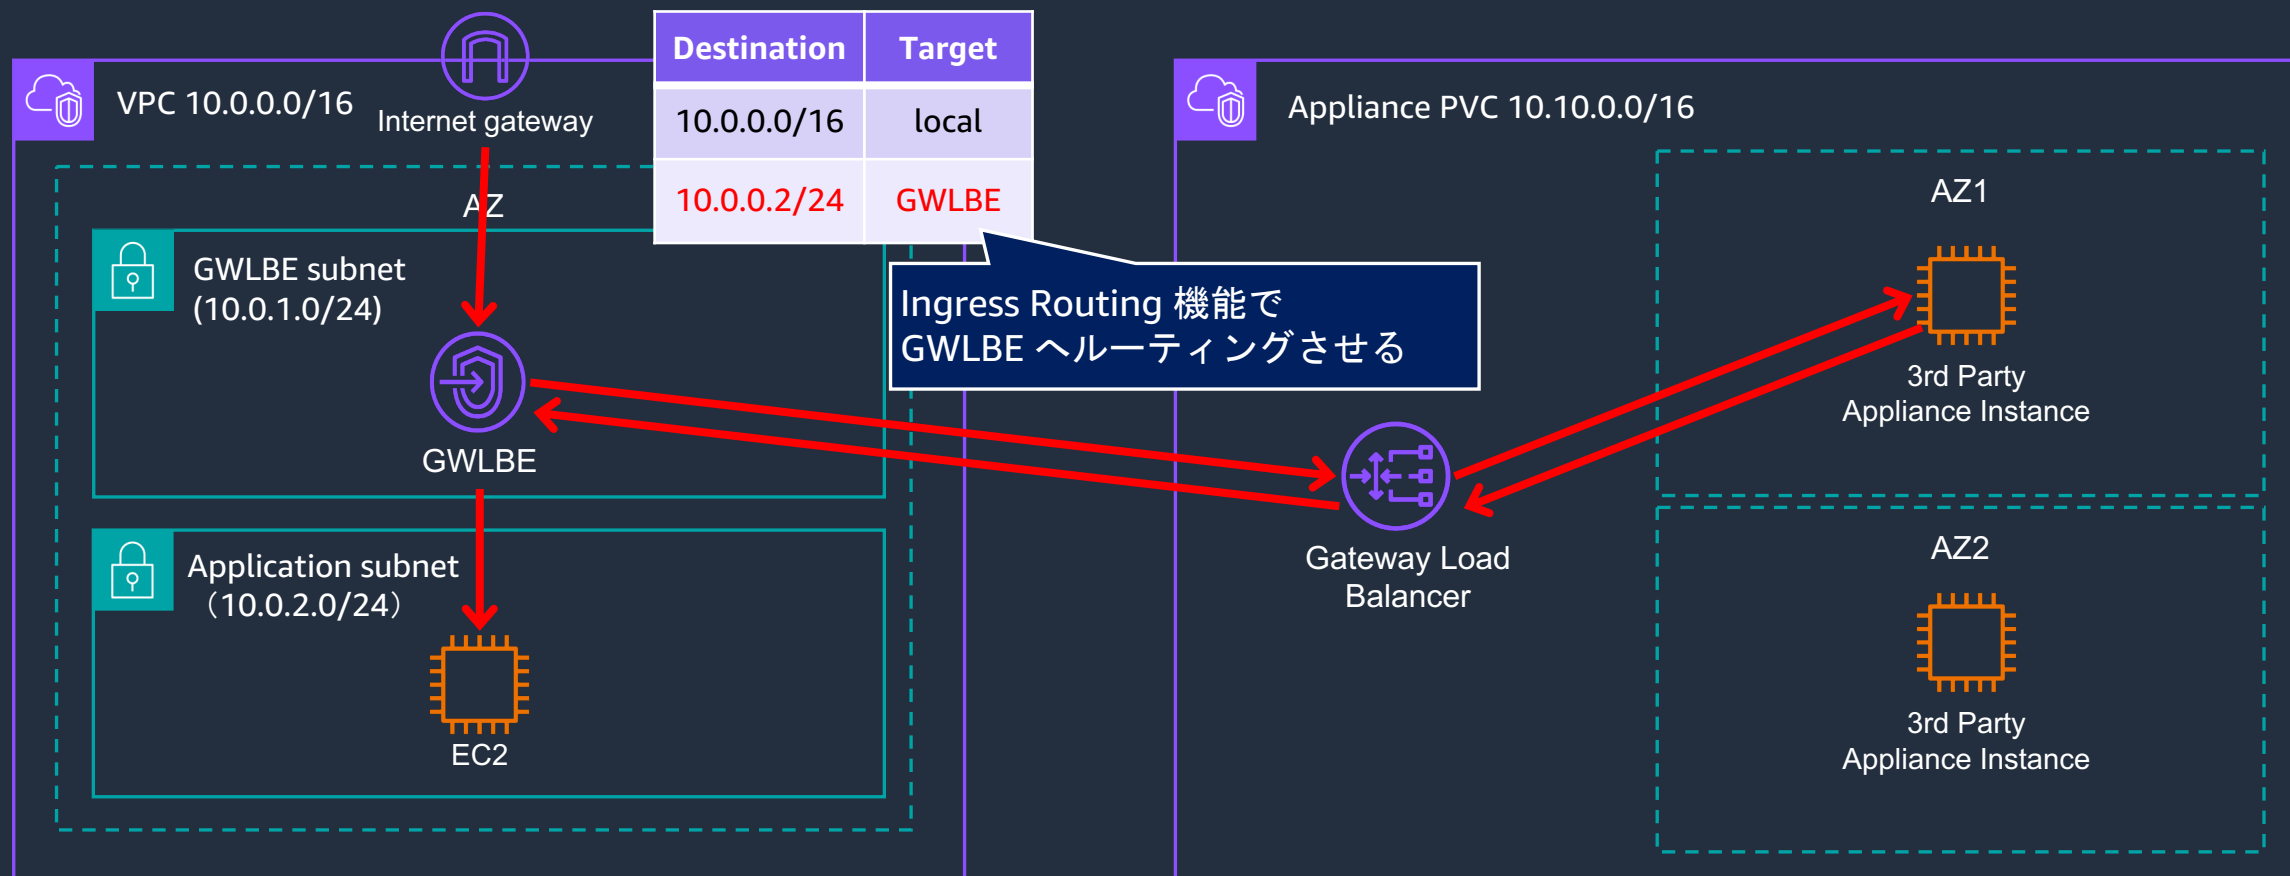 Destination Target
10.0.0.0/16 local
10.0.0.2/24 GWLBE
VPC 10.0.0.0/16
Internet gateway
AZ
GWLBE subnet
(10.0.1.0/24)
GWLBE
Application subnet
（10.0.2.0/24）
EC2
Ingress Routing 機能で
GWLBE へルーティングさせる
Appliance PVC 10.10.0.0/16
Gateway Load
Balancer
AZ1
3rd Party
Appliance Instance
AZ2
3rd Party
Appliance Instance